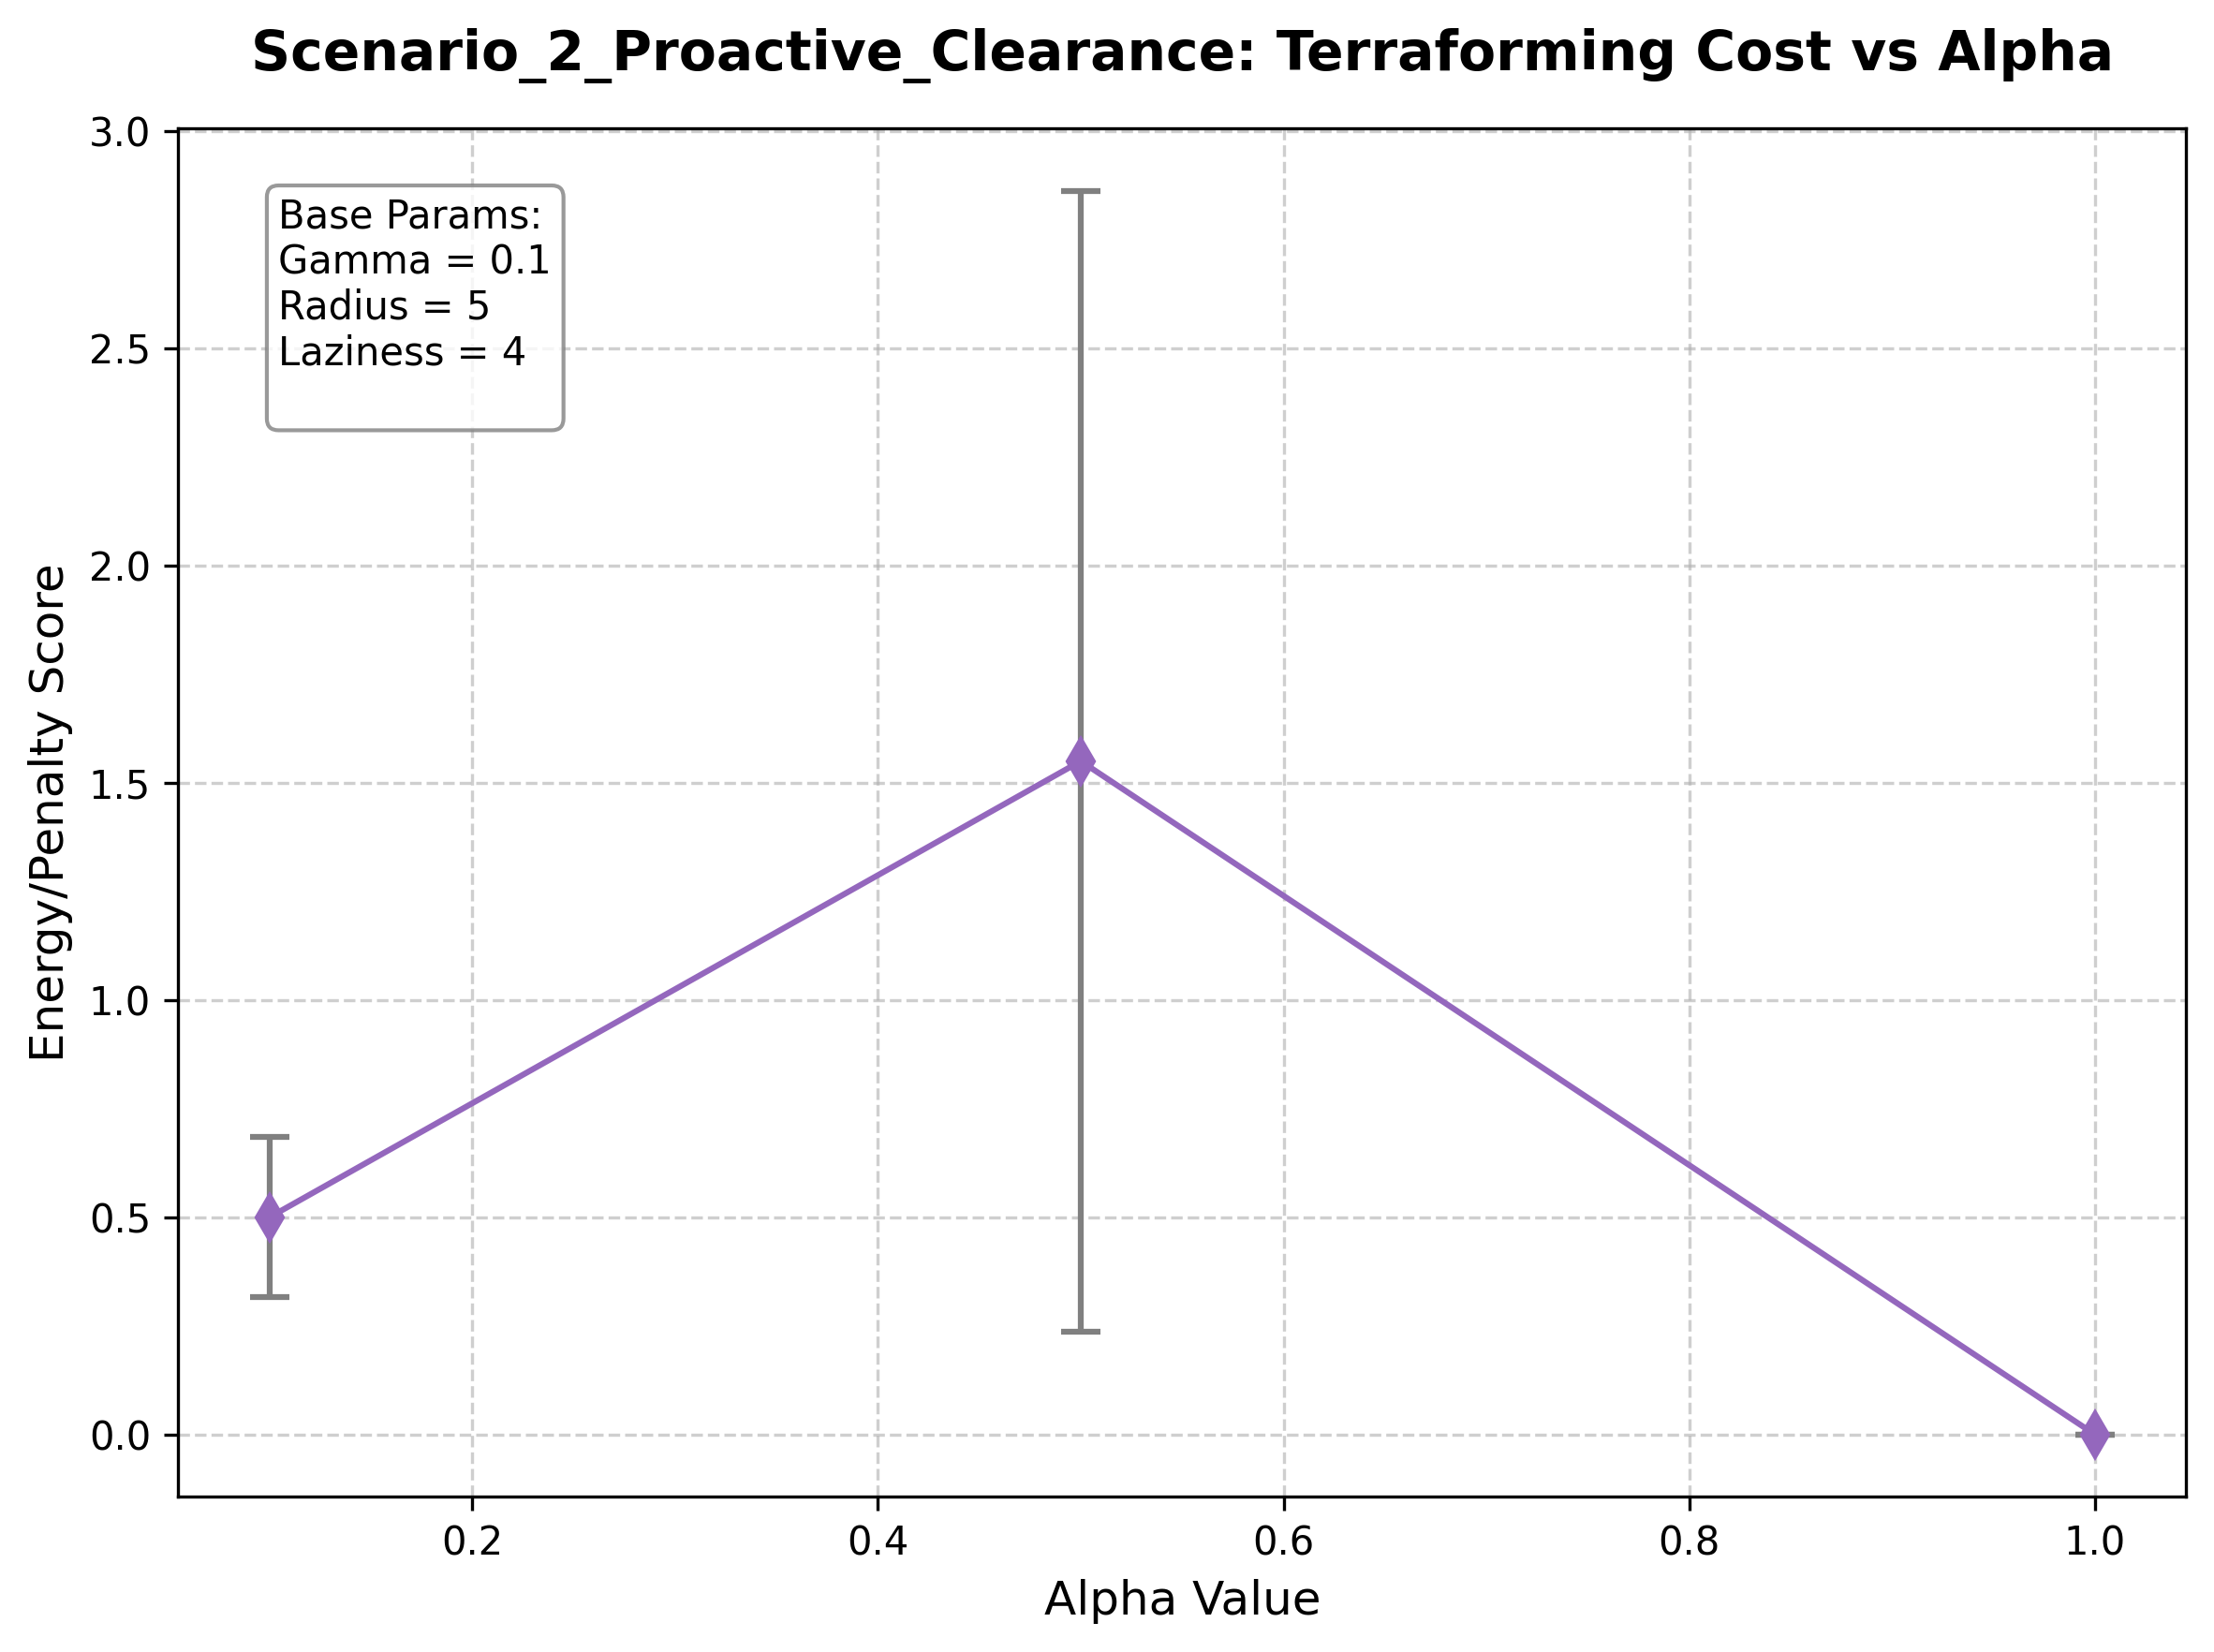 Scenario_2_Proactive_Clearance: Terraforming Cost vs Alpha
Energy/Penalty Score
3.0
2.5
2.0
1.5
1.0
0.5
0.0
Base Params:
Gamma = 0.1
Radius = 5
Laziness = 4
0.2
0.4
0.6
0.8
1.0
Alpha Value